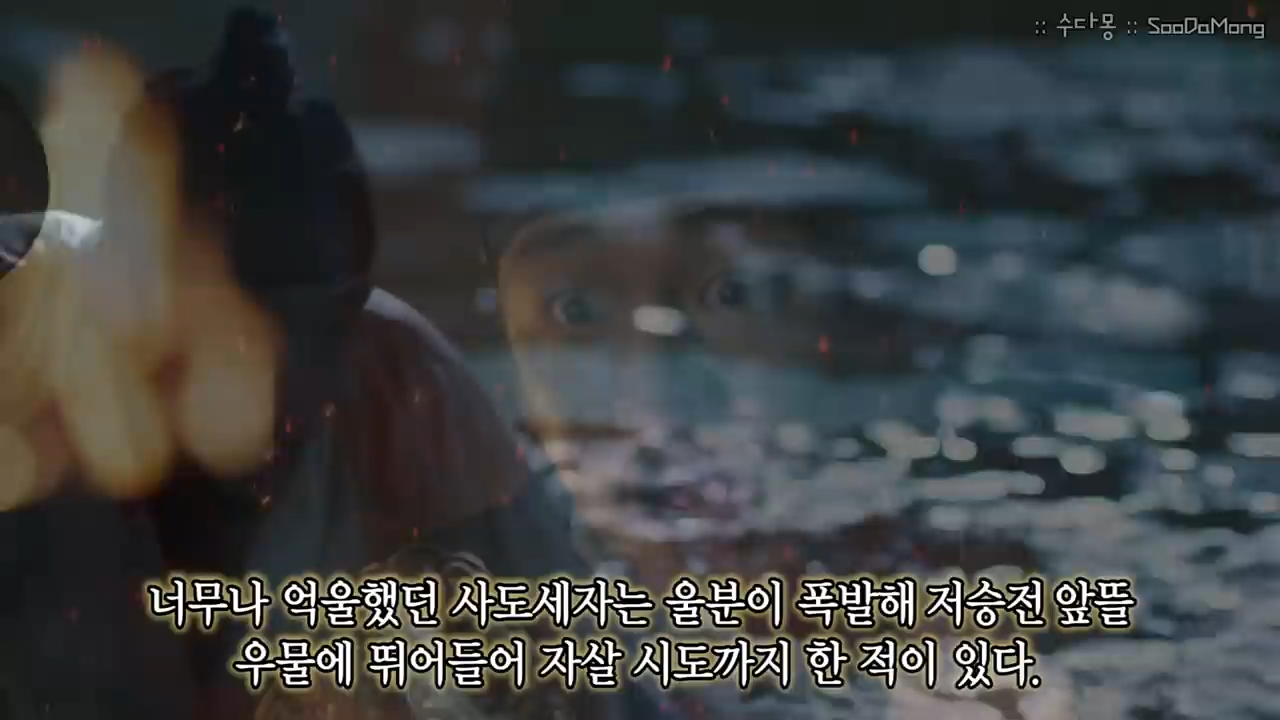 :: 수다몽 :: SooDaMong
너무나 억울했던 사도세자는 울분이 폭발해 저승전 앞뜰
우물에 뛰어들어 자살 시도까지 한 적이 있다.